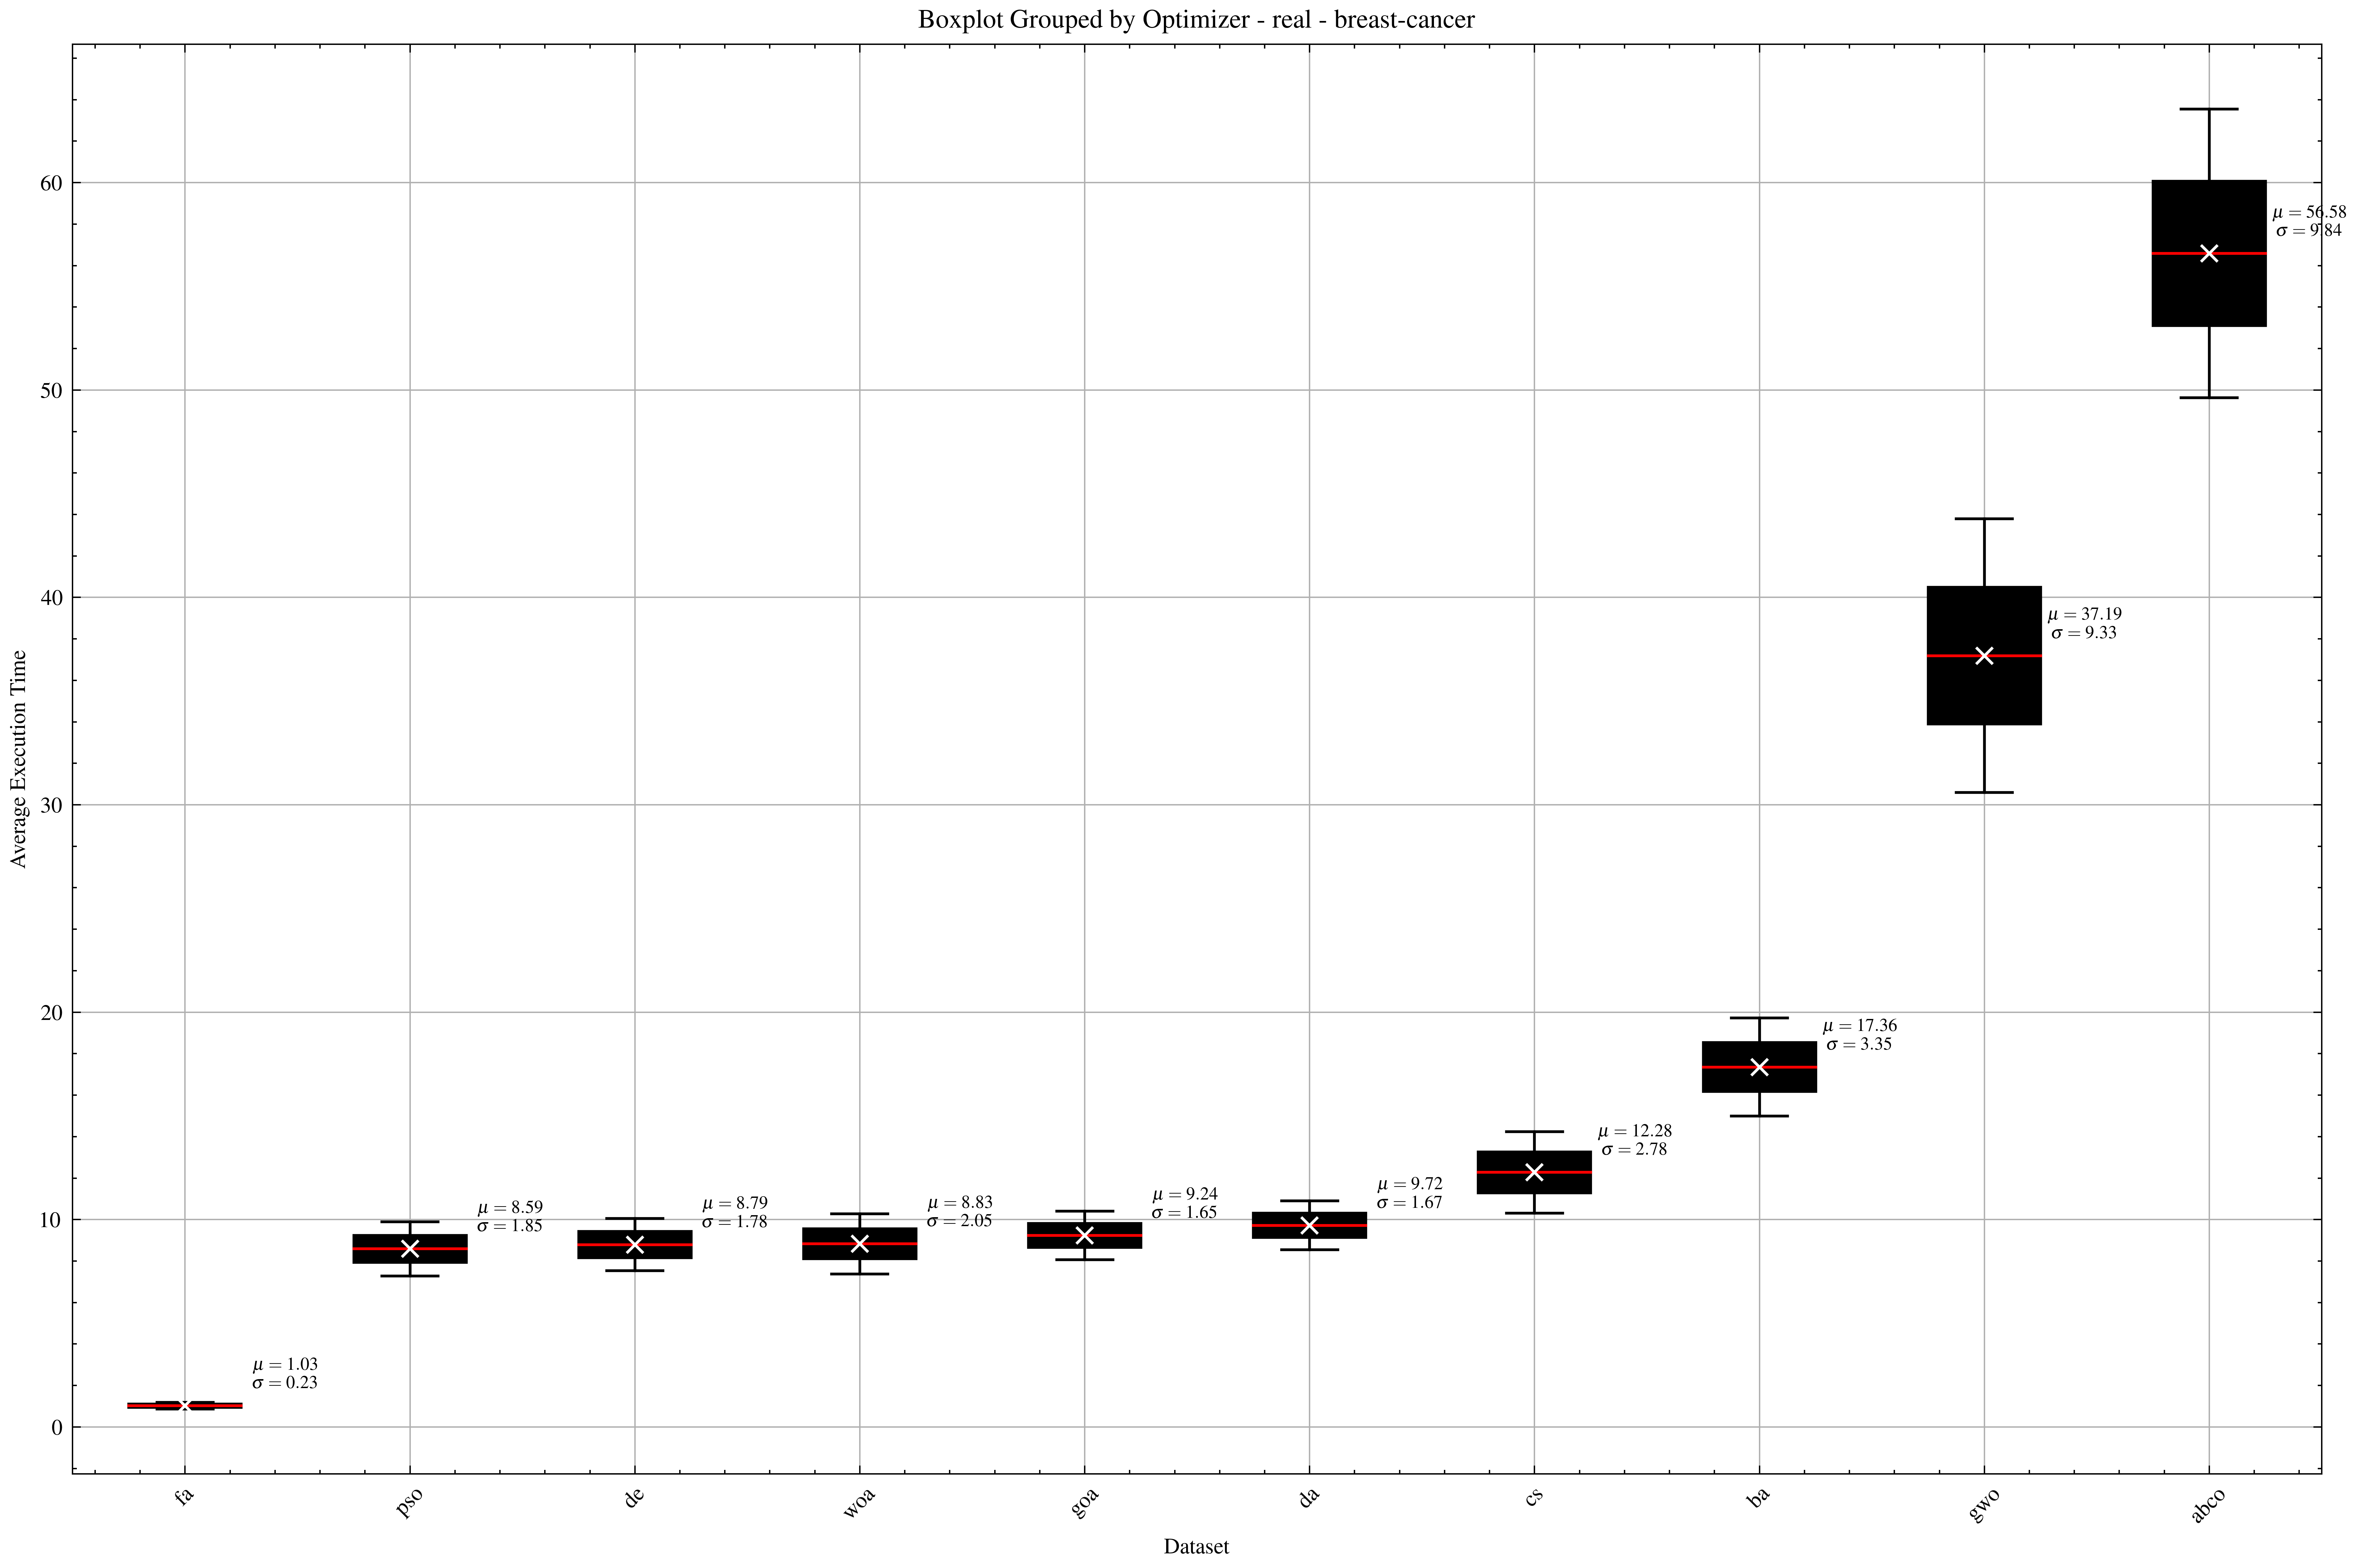 Boxplot Grouped by Optimizer - real - breast-cancer
Average Execution Time
60
50
40
30
20
10
0
μ = 1.03
σ = 0.23
μ = 8.59
σ = 1.85
μ = 8.79
σ = 1.78
μ = 8.83
σ = 2.05
μ = 9.24
σ = 1.65
μ = 9.72
σ = 1.67
μ = 12.28
σ = 2.78
μ = 17.36
σ = 3.35
μ = 37.19
σ = 9.33
μ = 56.58
σ = 9.84
fa
pso
de
woa
goa
da
cs
ba
gwo
abco
Dataset